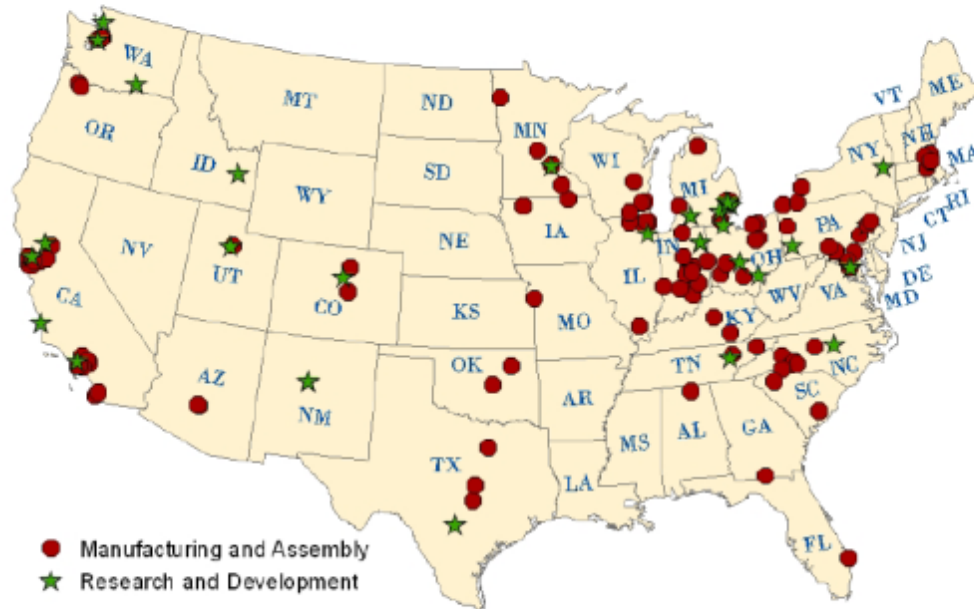 WA
MT
ND
MN
VT
ME
OR
ID
WY
SD
WI
MI
NY
NH
MA
RI
CT
NV
UT
NE
IA
IL
IN
OH
PA
NJ
DE
MD
CA
CO
KS
MO
KY
WV
VA
AZ
NM
OK
AR
TN
NC
SC
TX
LA
MS
AL
GA
FL
Manufacturing and Assembly
Research and Development